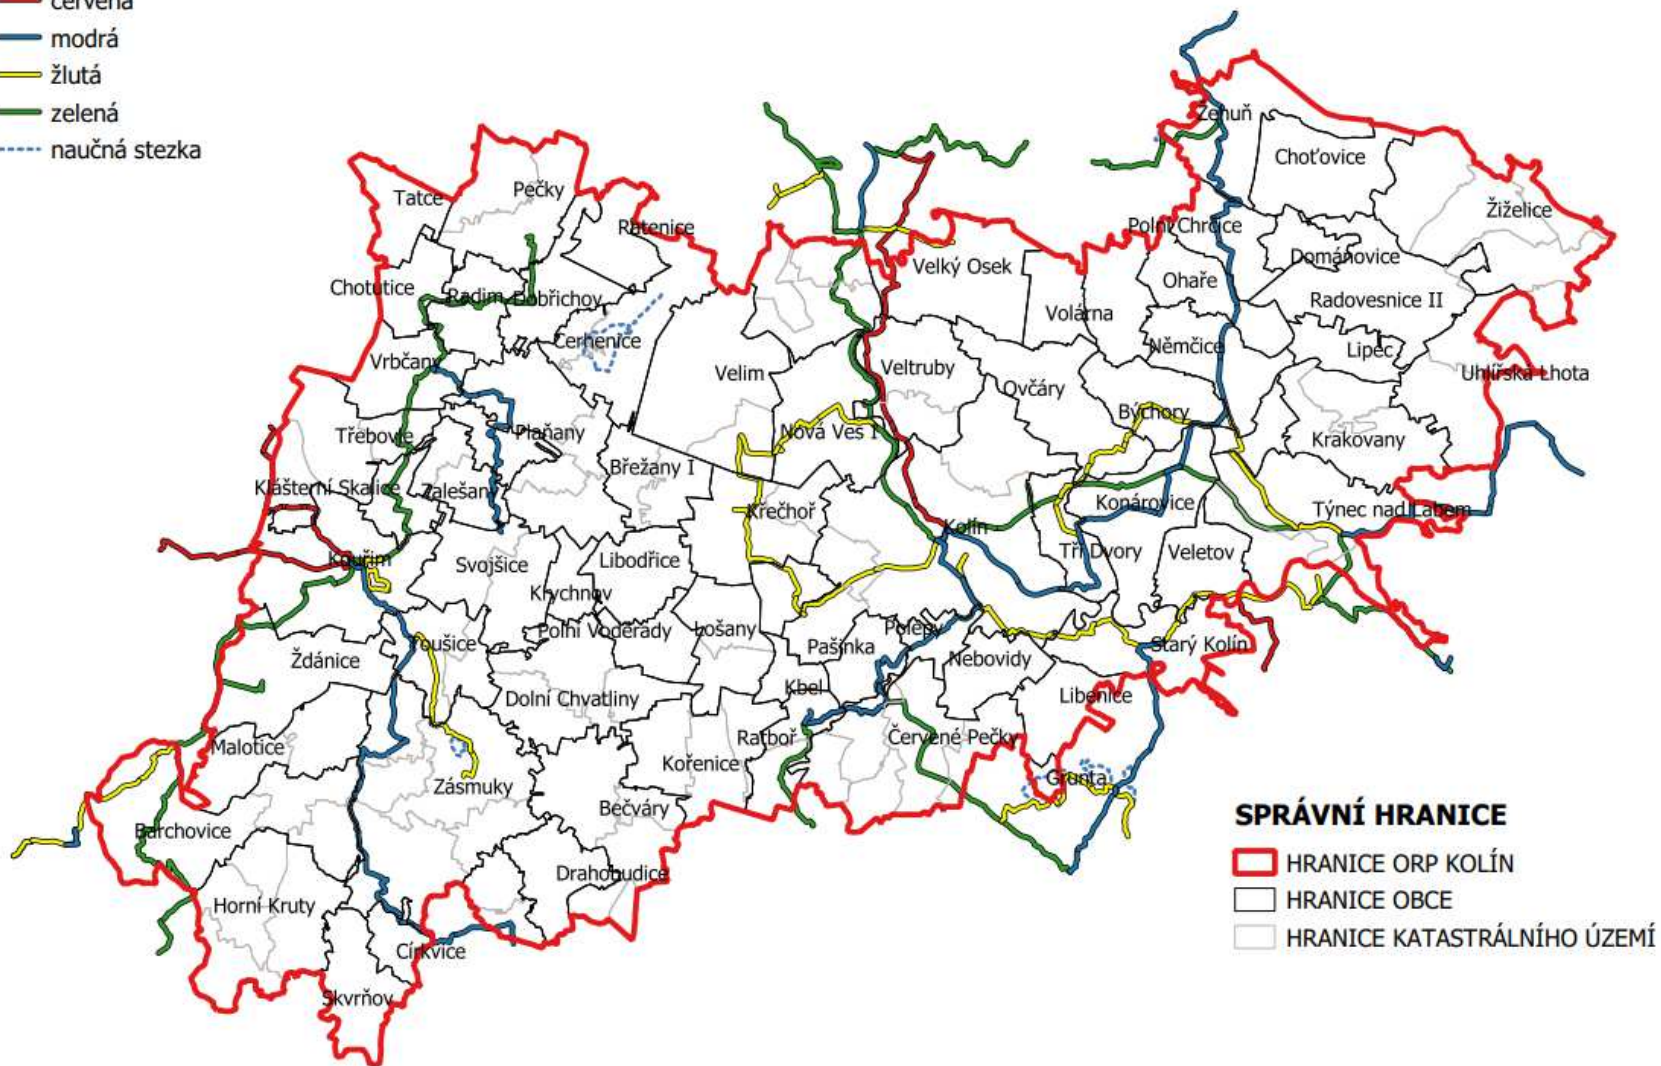 červená
modrá
žlutá
zelená
naučná stezka
Žehuň
Choťovice
Tatce
Pečky
Žiželice
Ratenice
Polní Chrčice
Velký Osek
Dománovice
Ohaře
Chotutice
Radim
Dobřichov
Radovesnice II
Volárna
Cerhenice
Němčice
Lipec
Vrbčany
Velim
Veltruby
Uhlířská Lhota
Ovčáry
Býchory
Třebovle
Plaňany
Nová Ves I
Krakovany
Břežany I
Klášterní Skalice
Zalešany
Křečhoř
Konárovice
Týnec nad Labem
Kolín
Kouřim
Svojšice
Libodřice
Tři Dvory
Veletov
Krychnov
Polní Voděrady
Lošany
Polepy
Toušice
Pašinka
Starý Kolín
Ždánice
Nebovidy
Kbel
Libenice
Dolní Chvatliny
Malotice
Ratboř
Červené Pečky
Kořenice
Zásmuky
Grunta
Bečváry
Barchovice
Drahobudice
Horní Kruty
Církvice
Skvrňov
SPRÁVNÍ HRANICE
HRANICE ORP KOLÍN
HRANICE OBCE
HRANICE KATASTRÁLNÍHO ÚZEMÍ